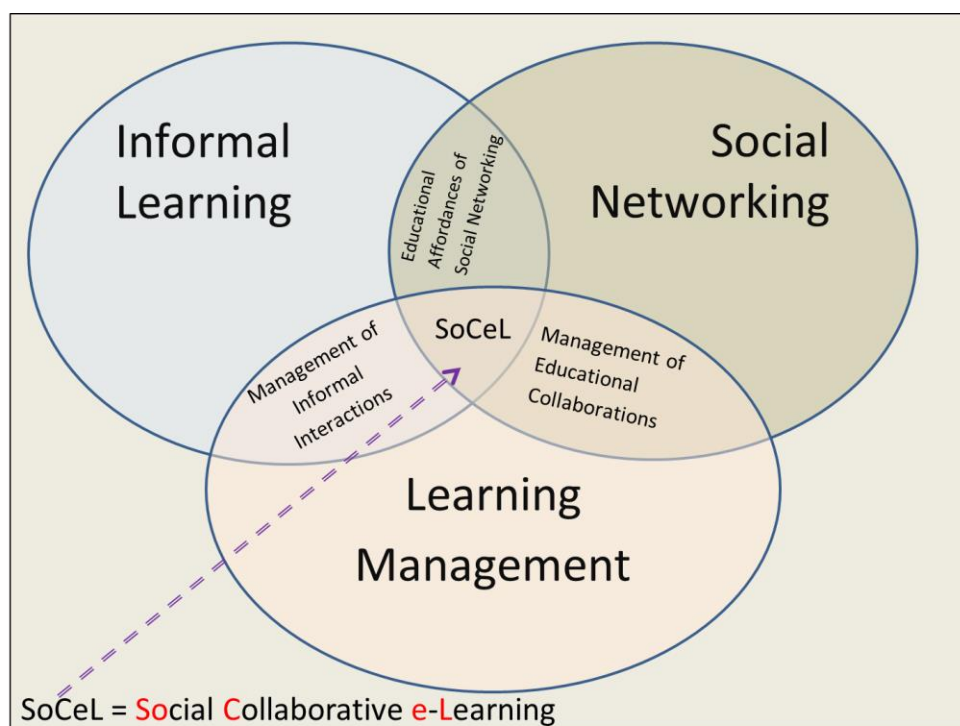 Informal
Learning
Social
Networking
Educational
Affordances of
Social Networking
SoCeL
Management of
Informal
Interactions
Management of
Educational
Collaborations
Learning
Management
SoCeL = Social Collaborative e-Learning